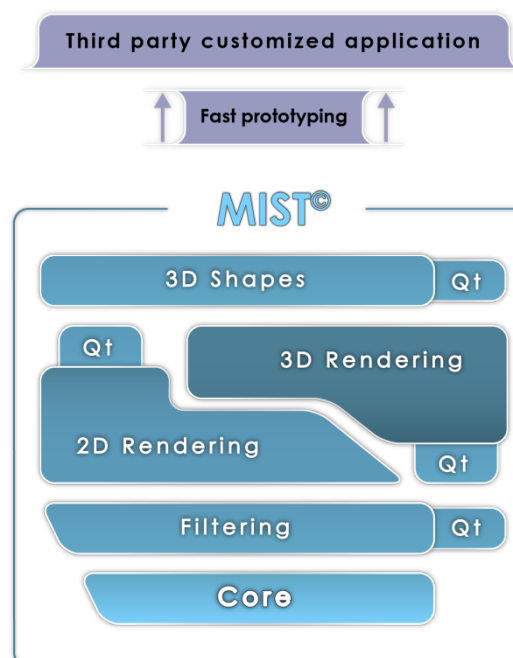 Third party customized application
Fast prototyping
MIST©
3D Shapes
Qt
Qt
3D Rendering
2D Rendering
Qt
Filtering
Qt
Core